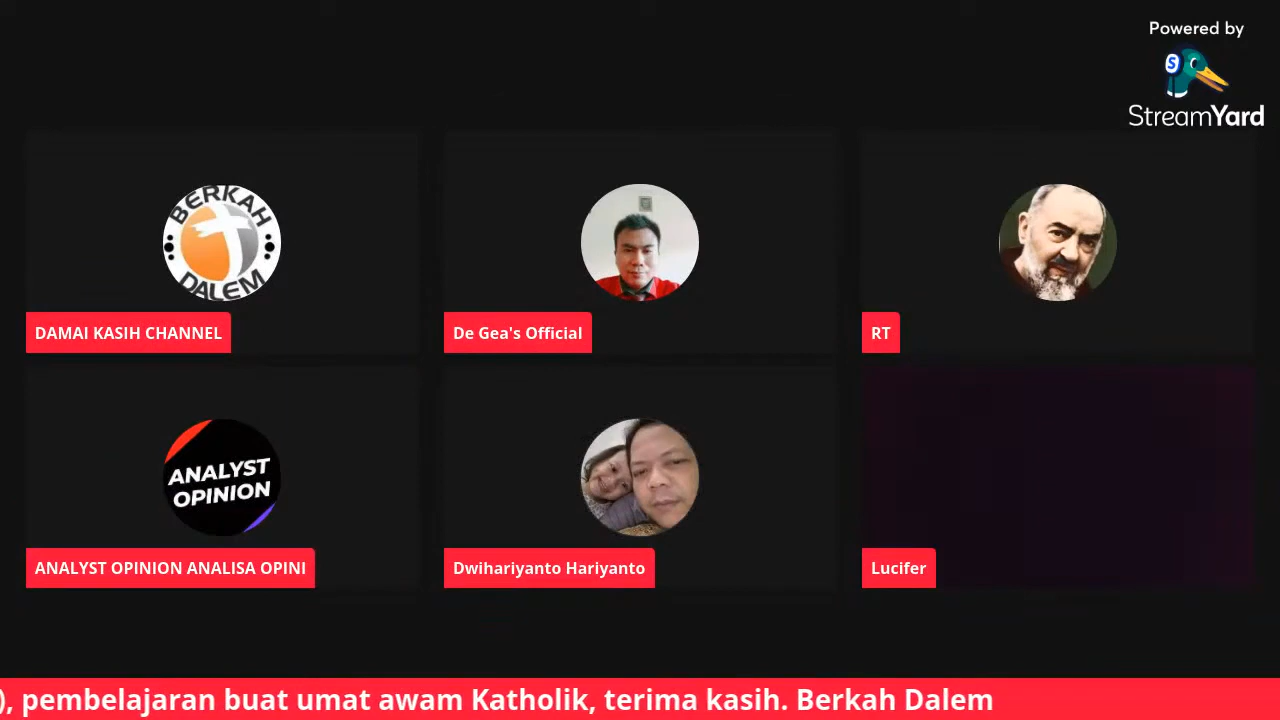 Powered by
S
StreamYard
BERKAH
DALEM
DAMAI KASIH CHANNEL
De Gea's Official
RT
ANALYST
OPINION
ANALYST OPINION ANALISA OPINI
Dwihariyanto Hariyanto
Lucifer
), pembelajaran buat umat awam Katholik, terima kasih. Berkah Dalem